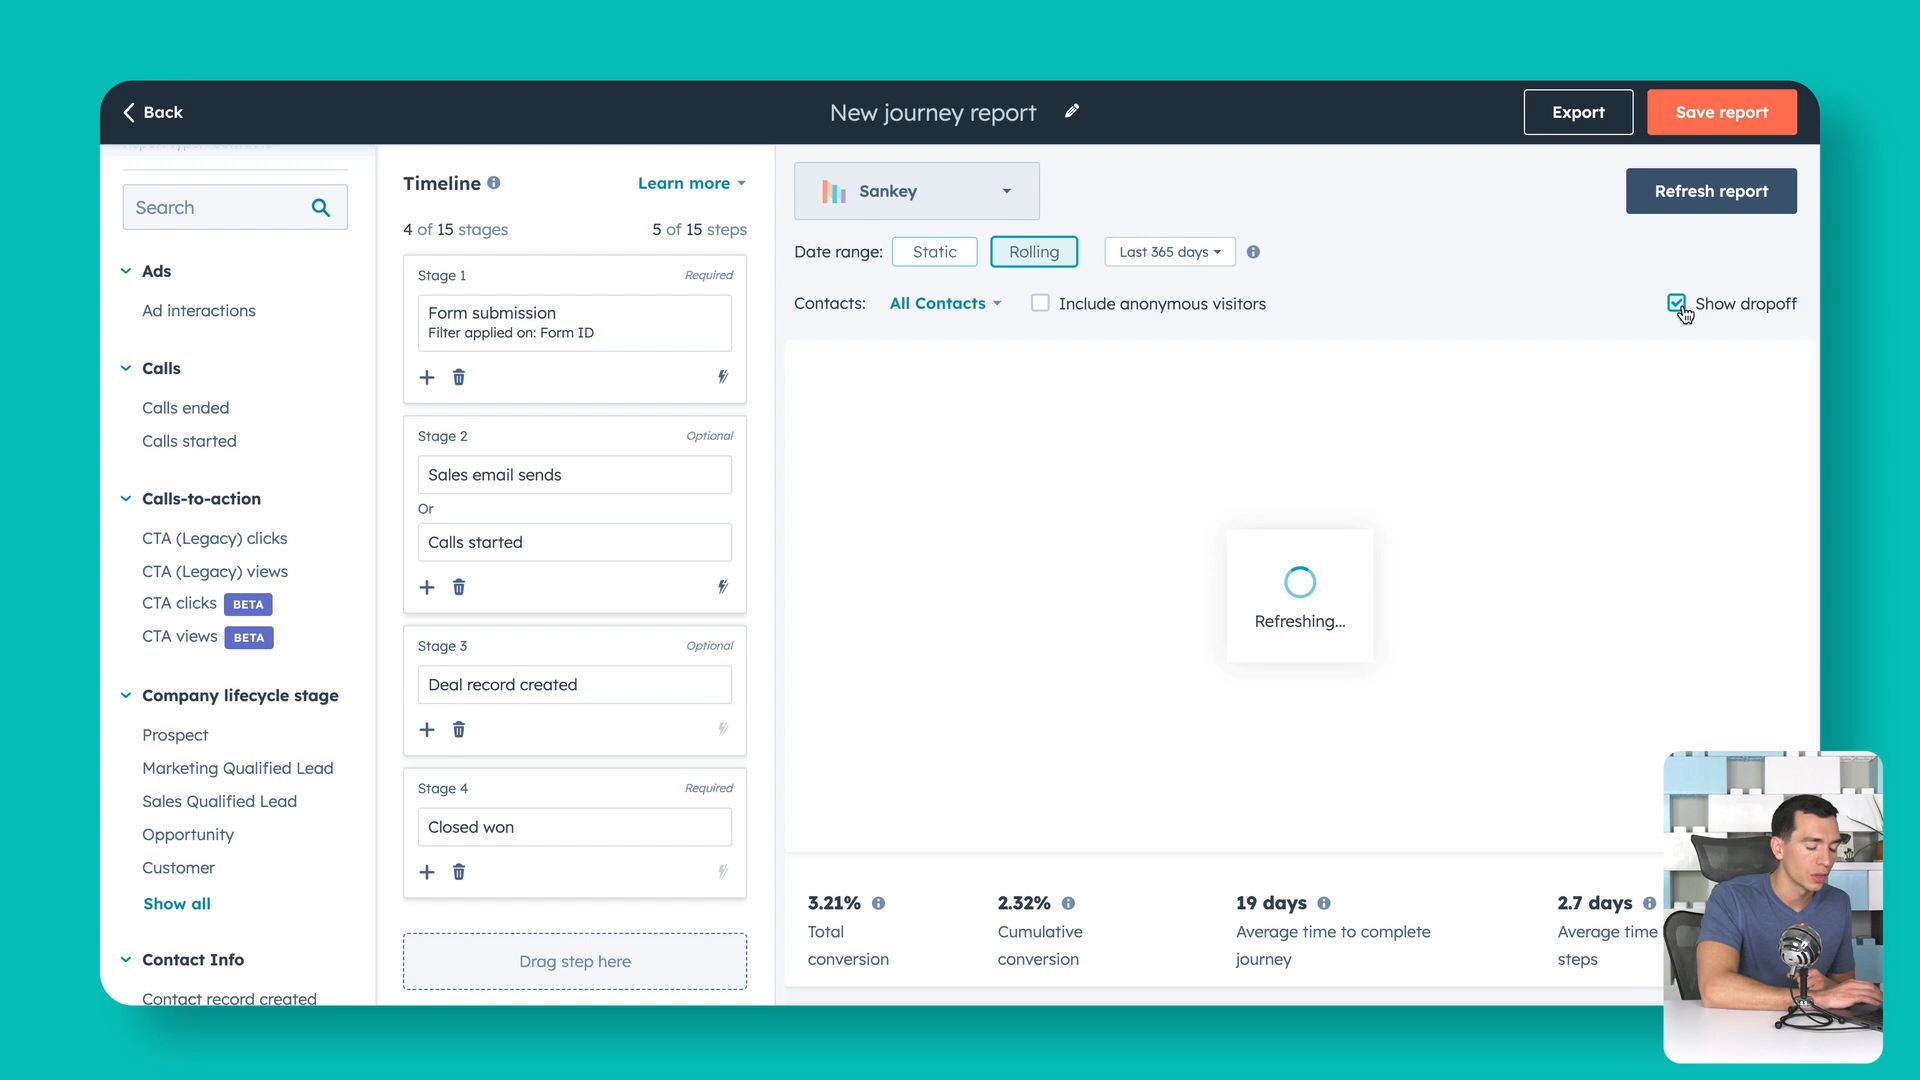 Back
New journey report
Export
Save report
Search
Ads
Ad interactions
Calls
Calls ended
Calls started
Calls-to-action
CTA (Legacy) clicks
CTA (Legacy) views
CTA clicks BETA
CTA views BETA
Company lifecycle stage
Prospect
Marketing Qualified Lead
Sales Qualified Lead
Opportunity
Customer
Show all
Contact Info
Contact record created
Timeline
Learn more
4 of 15 stages
5 of 15 steps
Stage 1
Required
Form submission
Filter applied on: Form ID
Stage 2
Optional
Sales email sends
Or
Calls started
Stage 3
Optional
Deal record created
Stage 4
Required
Closed won
Drag step here
Sankey
Refresh report
Date range: Static Rolling Last 365 days
Contacts: All Contacts Include anonymous visitors
Show dropoff
Refreshing...
3.21%
Total
conversion
2.32%
Cumulative
conversion
19 days
Average time to complete
journey
2.7 days
Average time
steps